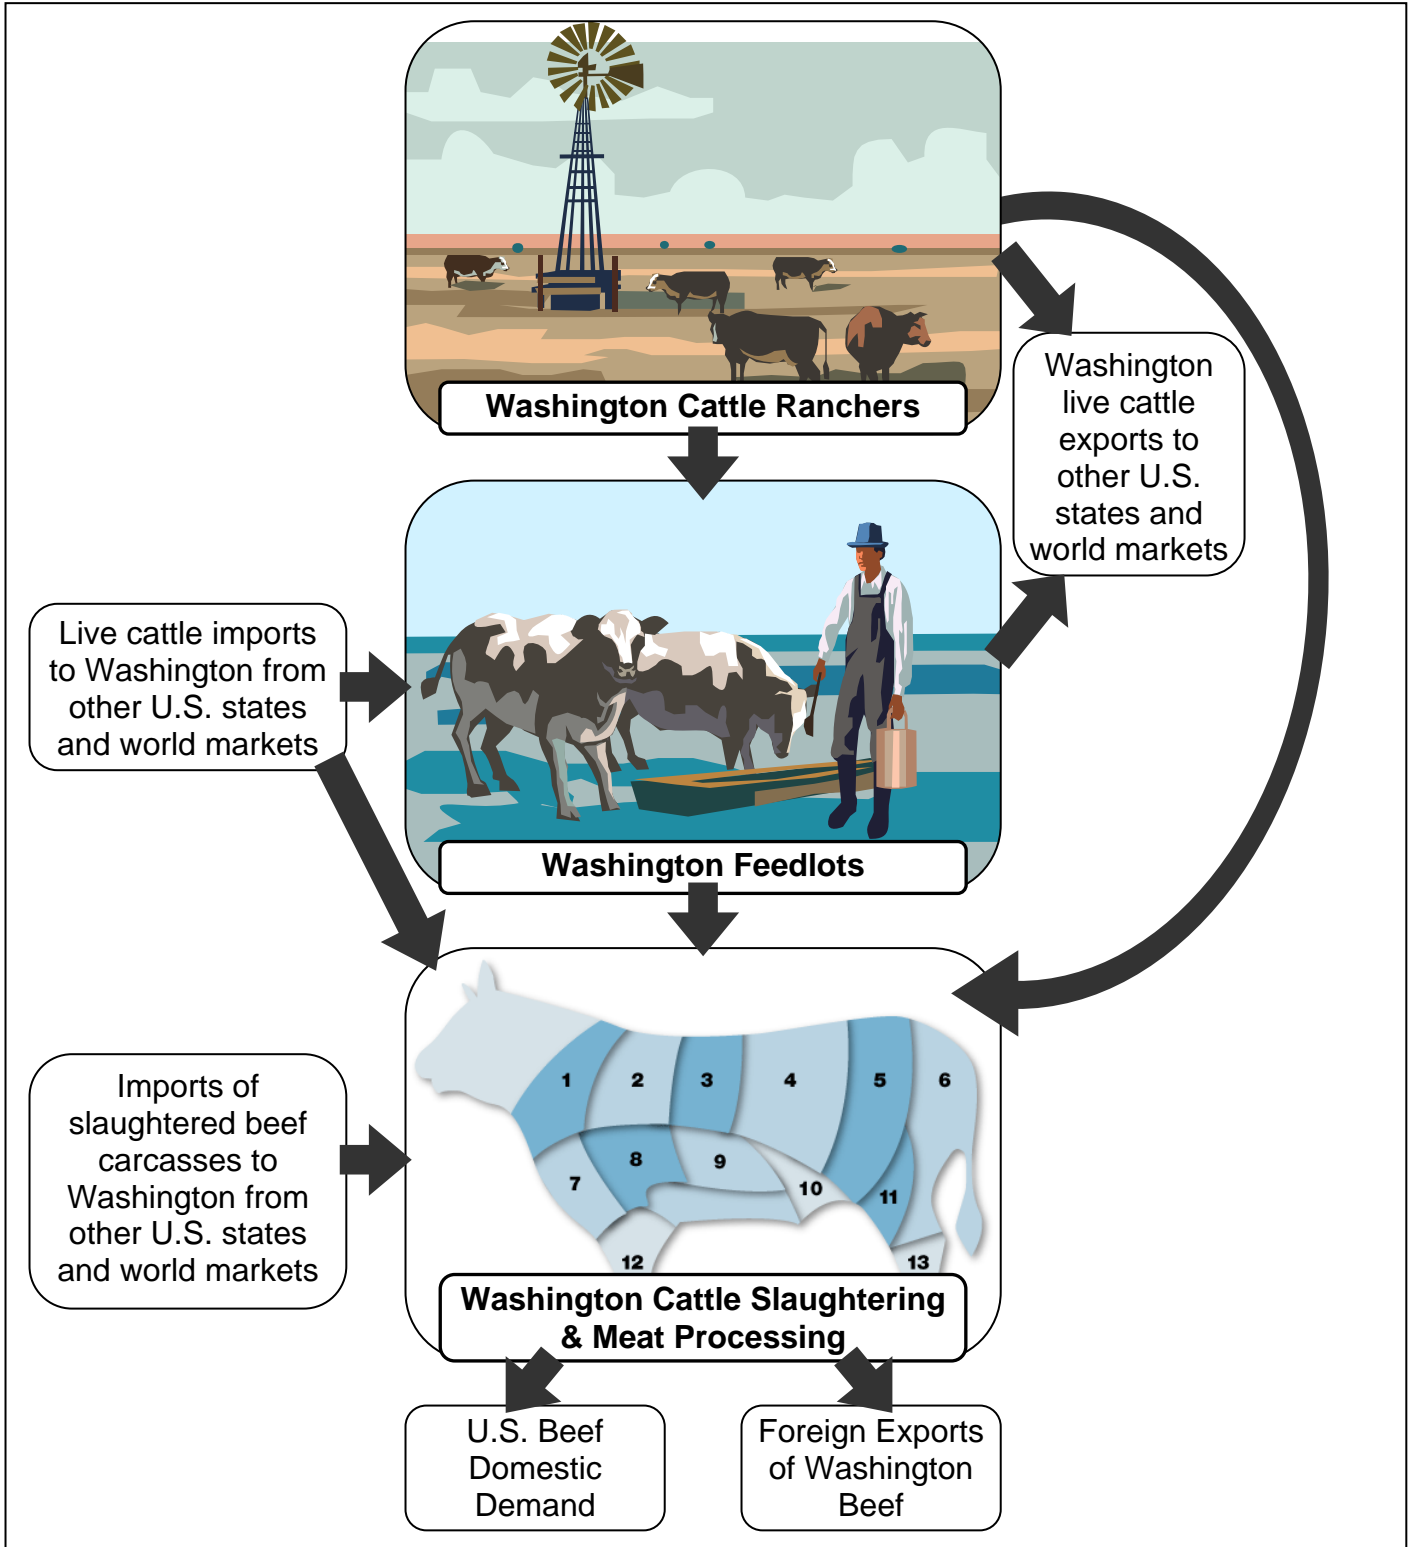 Washington Cattle Ranchers
Washington
live cattle
exports to
other U.S.
states and
world markets
Live cattle imports
to Washington from
other U.S. states
and world markets
Washington Feedlots
1
2
3
4
5
6
7
8
9
10
11
12
13
Imports of
slaughtered beef
carcasses to
Washington from
other U.S. states
and world markets
Washington Cattle Slaughtering
& Meat Processing
U.S. Beef
Domestic
Demand
Foreign Exports
of Washington
Beef